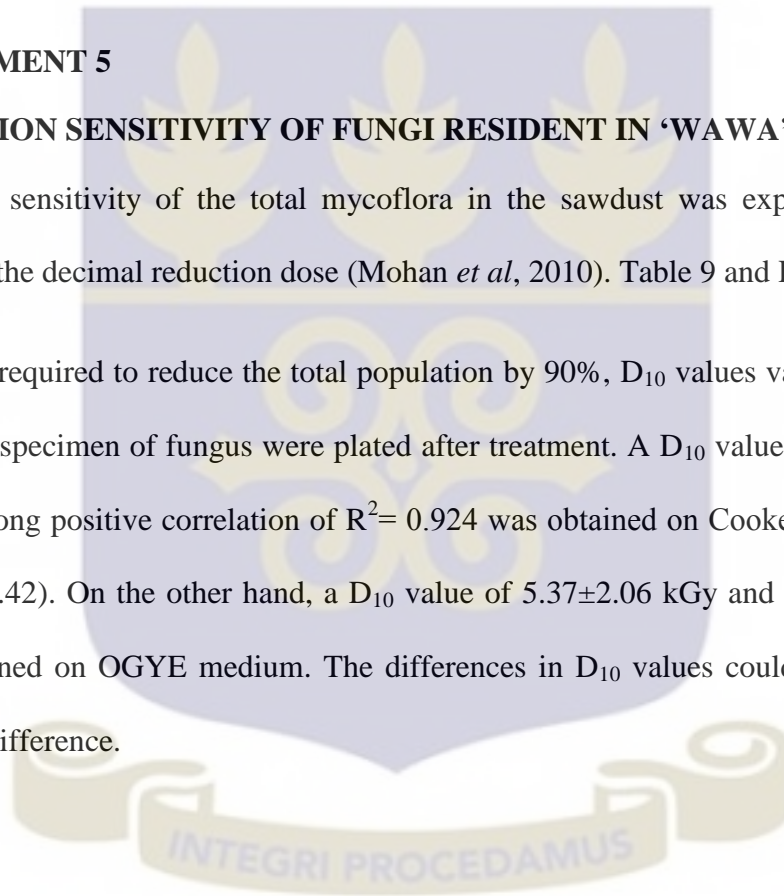 MENT 5
ION SENSITIVITY OF FUNGI RESIDENT IN ‘WAWA’
sensitivity of the total mycoflora in the sawdust was exp
the decimal reduction dose (Mohan et al, 2010). Table 9 and
required to reduce the total population by 90%, D₁₀ values va
specimen of fungus were plated after treatment. A D₁₀ value
ong positive correlation of R²= 0.924 was obtained on Cooke
.42). On the other hand, a D₁₀ value of 5.37±2.06 kGy and
ned on OGYE medium. The differences in D₁₀ values could
ifference.
INTEGRI PROCEDAMUS